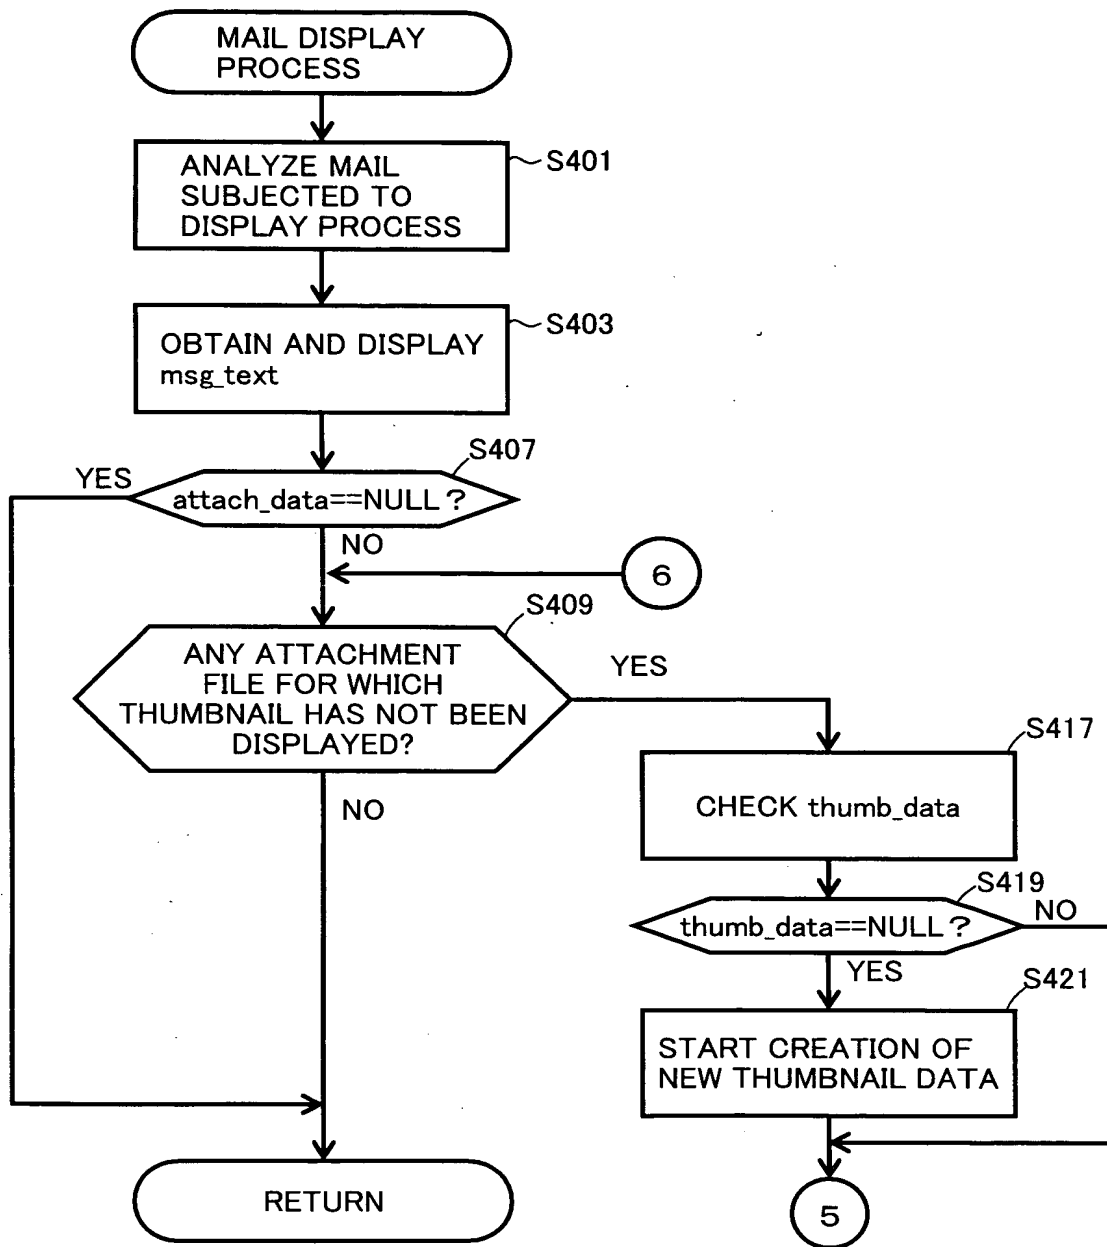 MAIL DISPLAY
PROCESS
ANALYZE MAIL
SUBJECTED TO
DISPLAY PROCESS
S401
OBTAIN AND DISPLAY
msg_text
S403
S407
YES
attach_data==NULL?
NO
6
S409
ANY ATTACHMENT
FILE FOR WHICH
THUMBNAIL HAS NOT BEEN
DISPLAYED?
YES
NO
S417
CHECK thumb_data
S419
thumb_data==NULL?
NO
YES
S421
START CREATION OF
NEW THUMBNAIL DATA
5
RETURN